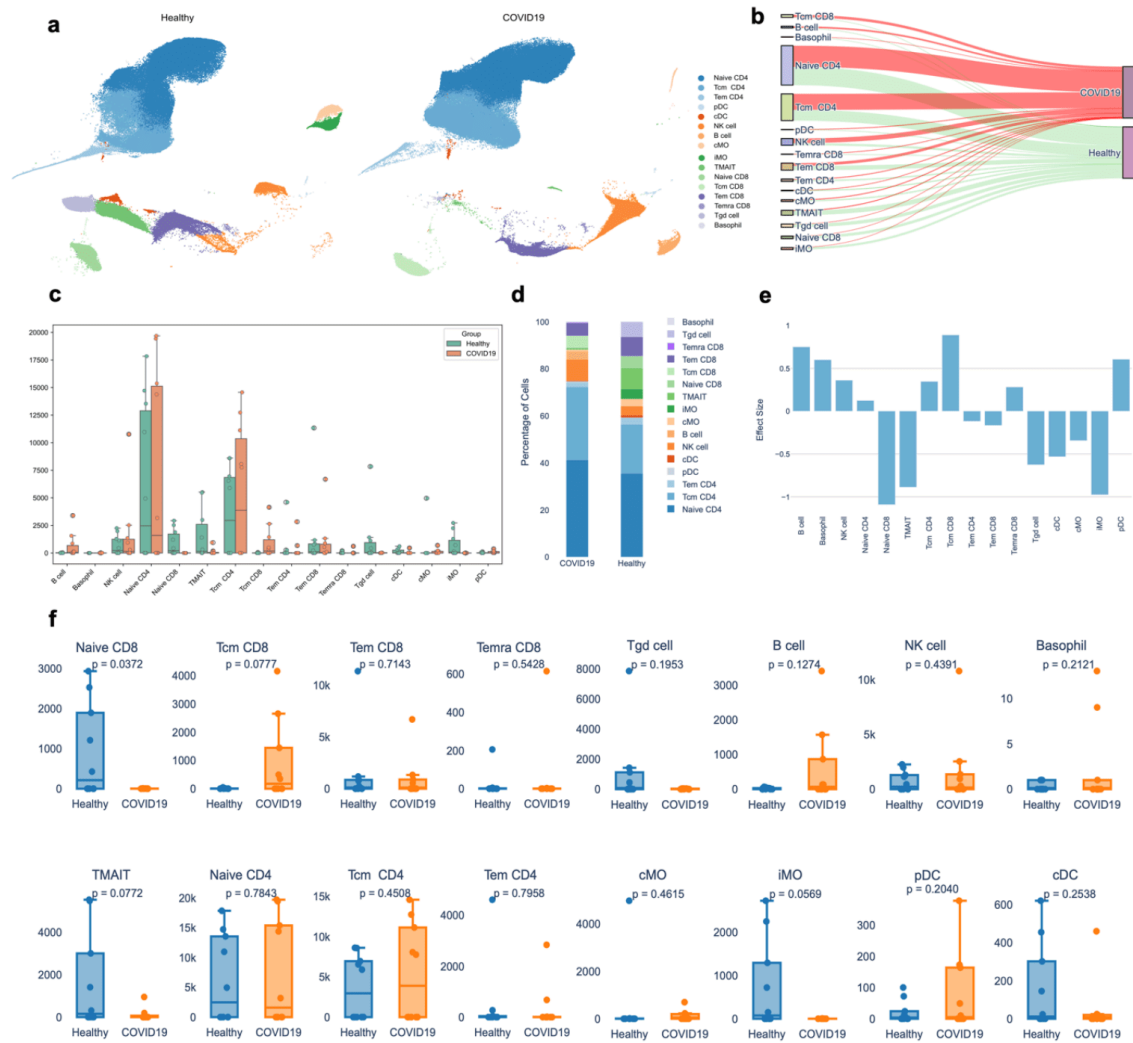 a
Healthy
COVID19
Naive CD4
Tcm CD4
Tem CD4
pDC
cDC
NK cell
B cell
cMO
iMO
TMAIT
Naive CD8
Tcm CD8
Tem CD8
Temra CD8
Tgd cell
Basophil
b
Tcm CD8
B cell
Basophil
Naive CD4
Tcm CD4
pDC
NK cell
Temra CD8
Tem CD8
Tem CD4
cDC
cMO
TMAIT
Tgd cell
Naive CD8
iMO
COVID19
Healthy
c
20000
17500
15000
12500
10000
7500
5000
2500
0
Group
Healthy
COVID19
B cell
Basophil
NK cell
Naive CD4
Naive CD8
TMAIT
Tcm CD4
Tcm CD8
Tem CD4
Tem CD8
Temra CD8
Tgd cell
cDC
cMO
iMO
pDC
d
Percentage of Cells
100
80
60
40
20
0
COVID19
Healthy
Basophil
Tgd cell
Temra CD8
Tem CD8
Tcm CD8
Naive CD8
TMAIT
iMO
cMO
B cell
NK cell
cDC
pDC
Tem CD4
Tcm CD4
Naive CD4
e
Effect Size
1
0.5
0
−0.5
−1
B cell
Basophil
NK cell
Naive CD4
Naive CD8
TMAIT
Tcm CD4
Tcm CD8
Tem CD4
Tem CD8
Temra CD8
Tgd cell
cDC
cMO
iMO
pDC
f
Naive CD8
p = 0.0372
3000
2000
1000
0
Healthy COVID19
Tcm CD8
p = 0.0777
4000
3000
2000
1000
0
Healthy COVID19
Tem CD8
p = 0.7143
10k
5k
0
Healthy COVID19
Temra CD8
p = 0.5428
600
400
200
0
Healthy COVID19
Tgd cell
p = 0.1953
8000
6000
4000
2000
0
Healthy COVID19
B cell
p = 0.1274
3000
2000
1000
0
Healthy COVID19
NK cell
p = 0.4391
10k
5k
0
Healthy COVID19
Basophil
p = 0.2121
10
5
0
Healthy COVID19
TMAIT
p = 0.0772
4000
2000
0
Healthy COVID19
Naive CD4
p = 0.7843
20k
15k
10k
5k
0
Healthy COVID19
Tcm CD4
p = 0.4508
15k
10k
5k
0
Healthy COVID19
Tem CD4
p = 0.7958
4000
2000
0
Healthy COVID19
cMO
p = 0.4615
4000
2000
0
Healthy COVID19
iMO
p = 0.0569
2000
1000
0
Healthy COVID19
pDC
p = 0.2040
300
200
100
0
Healthy COVID19
cDC
p = 0.2538
600
400
200
0
Healthy COVID19